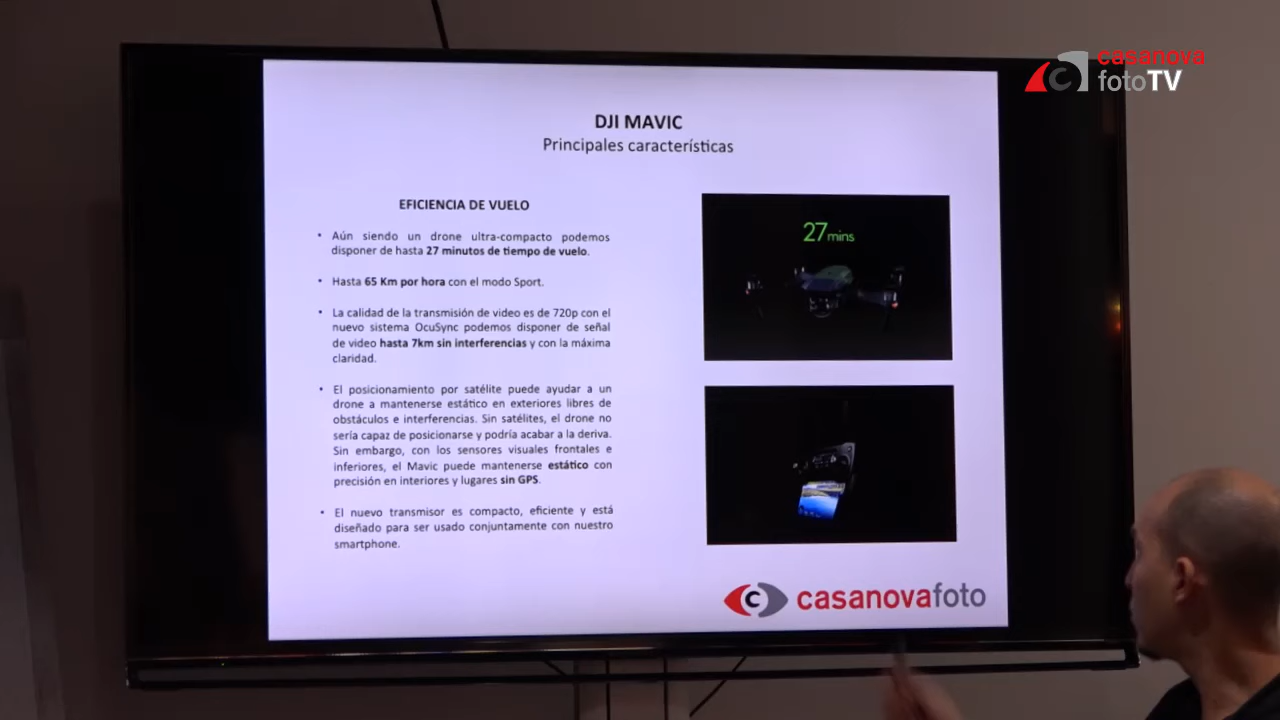 casanova
fotoTV
DJI MAVIC
Principales características
EFICIENCIA DE VUELO
• Aún siendo un drone ultra-compacto podemos
disponer de hasta 27 minutos de tiempo de vuelo.
• Hasta 65 Km por hora con el modo Sport.
• La calidad de la transmisión de video es de 720p con el
nuevo sistema OcuSync podemos disponer de señal
de video hasta 7km sin interferencias y con la máxima
claridad.
• El posicionamiento por satélite puede ayudar a un
drone a mantenerse estático en exteriores libres de
obstáculos e interferencias. Sin satélites, el drone no
sería capaz de posicionarse y podría acabar a la deriva.
Sin embargo, con los sensores visuales frontales e
inferiores, el Mavic puede mantenerse estático con
precisión en interiores y lugares sin GPS.
• El nuevo transmisor es compacto, eficiente y está
diseñado para ser usado conjuntamente con nuestro
smartphone.
27mins
casanovafoto